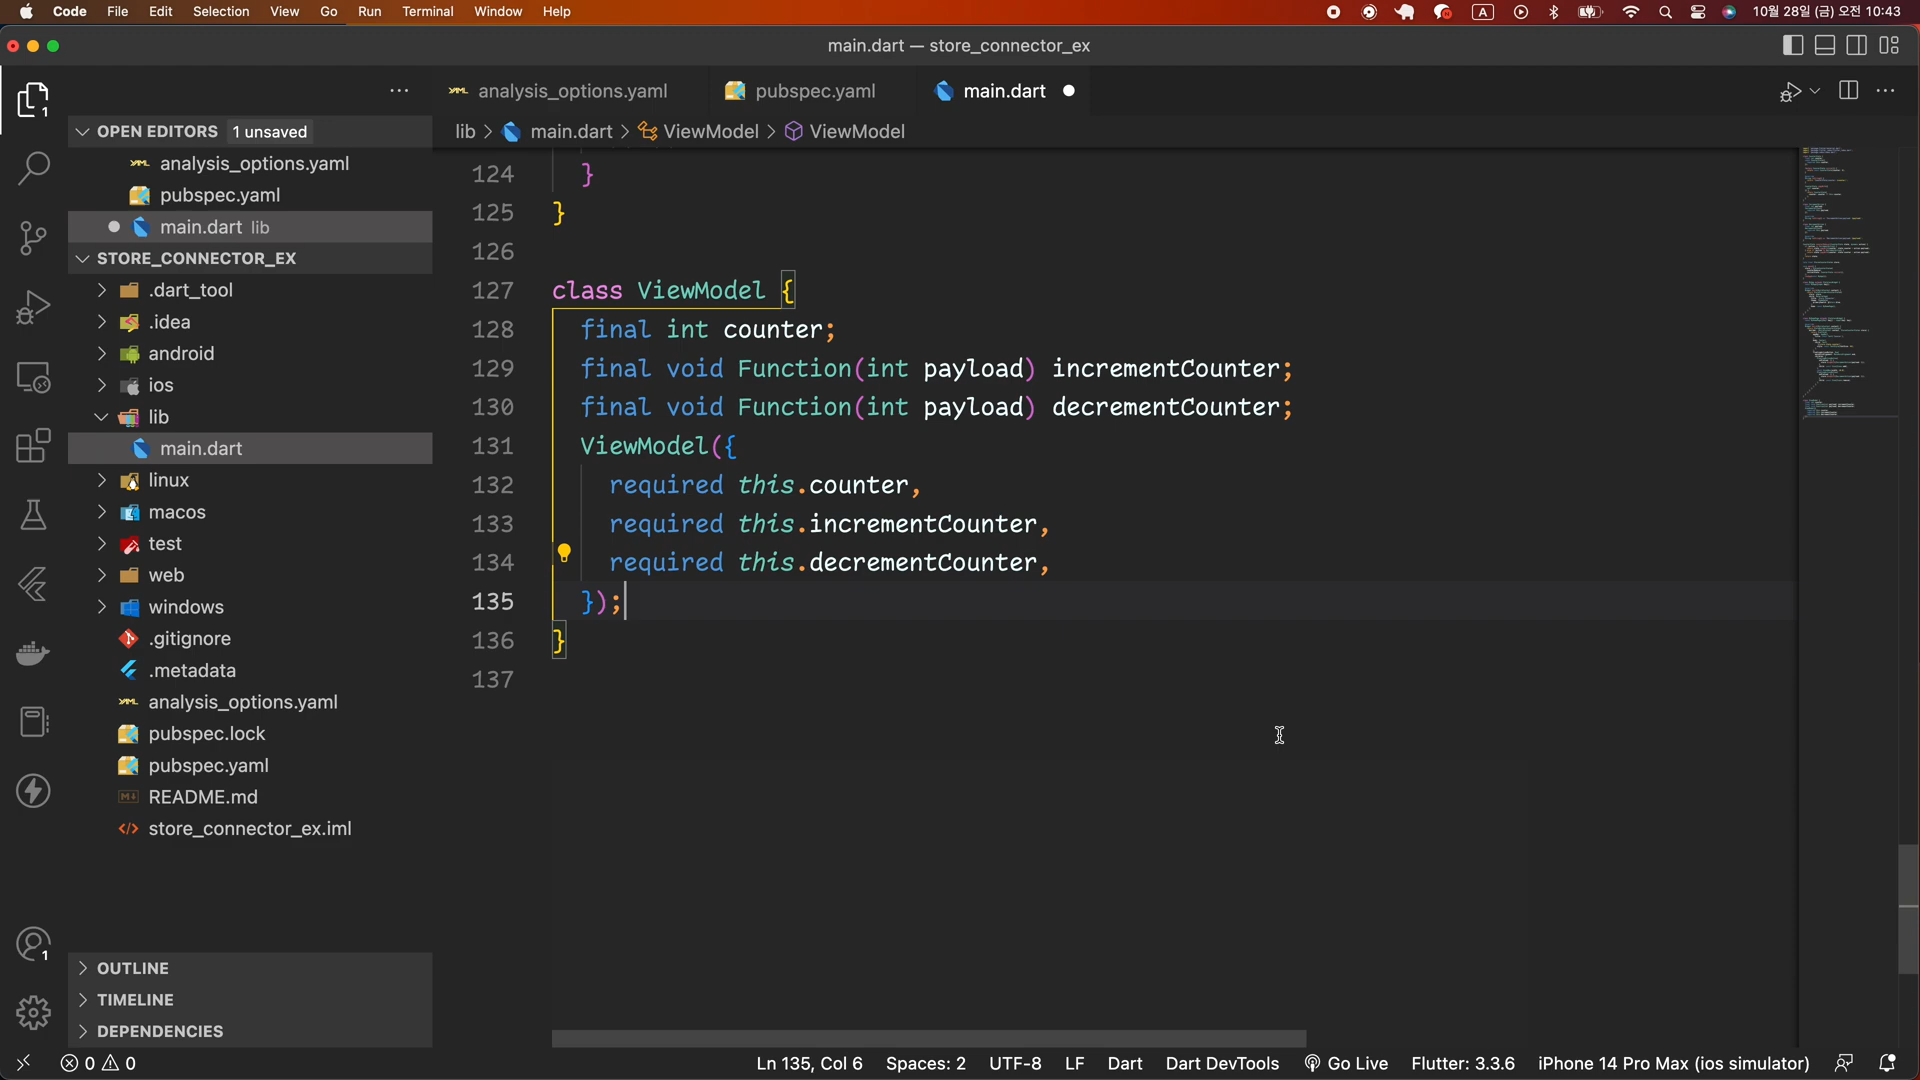 Code File Edit Selection View Go Run Terminal Window Help A 10월 28일 (금) 오전 10:43
main.dart — store_connector_ex
analysis_options.yaml pubspec.yaml main.dart
OPEN EDITORS 1 unsaved
analysis_options.yaml
pubspec.yaml
main.dart lib
STORE_CONNECTOR_EX
.dart_tool
.idea
android
ios
lib
main.dart
linux
macos
test
web
windows
.gitignore
.metadata
analysis_options.yaml
pubspec.lock
pubspec.yaml
README.md
store_connector_ex.iml
OUTLINE
TIMELINE
DEPENDENCIES
lib > main.dart > ViewModel > ViewModel
124 }
125 }
126
127 class ViewModel {
128 final int counter;
129 final void Function(int payload) incrementCounter;
130 final void Function(int payload) decrementCounter;
131 ViewModel({
132 required this.counter,
133 required this.incrementCounter,
134 required this.decrementCounter,
135 });
136 }
137
0 0 Ln 135, Col 6 Spaces: 2 UTF-8 LF Dart Dart DevTools Go Live Flutter: 3.3.6 iPhone 14 Pro Max (ios simulator)